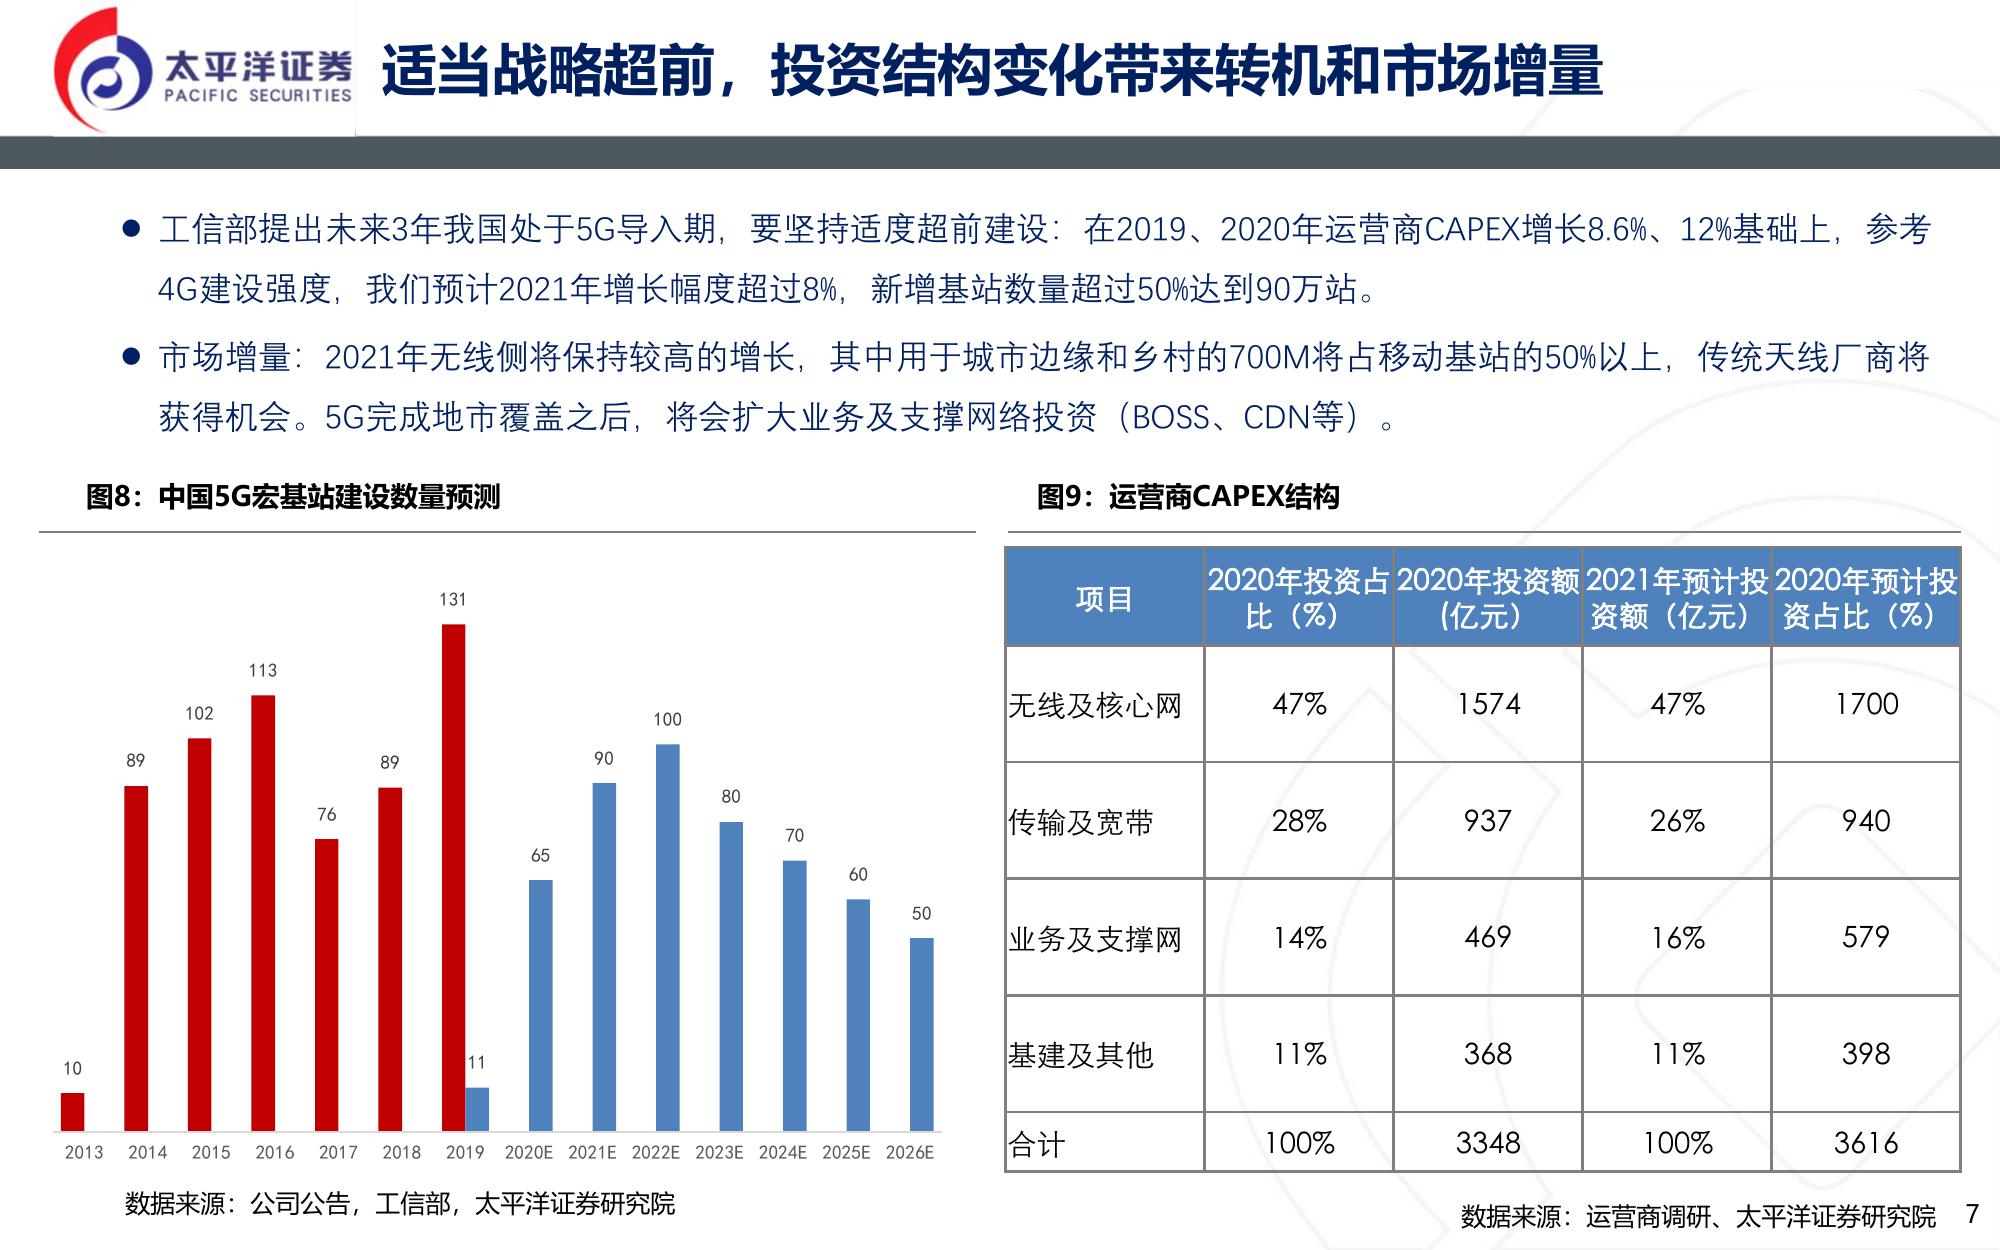 太平洋证券
PACIFIC SECURITIES
适当战略超前，投资结构变化带来转机和市场增量
● 工信部提出未来3年我国处于5G导入期，要坚持适度超前建设：在2019、2020年运营商CAPEX增长8.6%、12%基础上，参考
4G建设强度，我们预计2021年增长幅度超过8%，新增基站数量超过50%达到90万站。
● 市场增量：2021年无线侧将保持较高的增长，其中用于城市边缘和乡村的700M将占移动基站的50%以上，传统天线厂商将
获得机会。5G完成地市覆盖之后，将会扩大业务及支撑网络投资（BOSS、CDN等）。
图8：中国5G宏基站建设数量预测
10
89
102
113
76
89
131
11
65
90
100
80
70
60
50
2013 2014 2015 2016 2017 2018 2019 2020E 2021E 2022E 2023E 2024E 2025E 2026E
数据来源：公司公告，工信部，太平洋证券研究院
图9：运营商CAPEX结构
项目 2020年投资占比（%） 2020年投资额(亿元） 2021年预计投资额（亿元） 2020年预计投资占比（%）
无线及核心网 47% 1574 47% 1700
传输及宽带 28% 937 26% 940
业务及支撑网 14% 469 16% 579
基建及其他 11% 368 11% 398
合计 100% 3348 100% 3616
数据来源：运营商调研、太平洋证券研究院
7